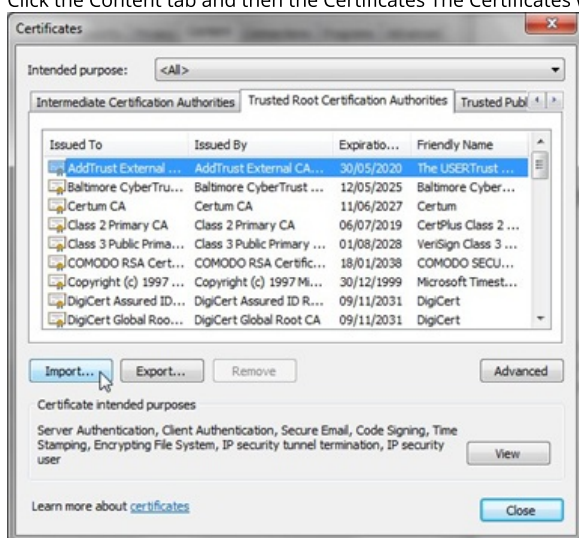 Click the Content tab and then the Certificates The Certificates
Certificates
Intended purpose: <All>
Intermediate Certification Authorities Trusted Root Certification Authorities Trusted Publ
Issued To Issued By Expiratio... Friendly Name
AddTrust External ... AddTrust External CA... 30/05/2020 The USERTrust ...
Baltimore CyberTru... Baltimore CyberTrust ... 12/05/2025 Baltimore Cyber...
Certum CA Certum CA 11/06/2027 Certum
Class 2 Primary CA Class 2 Primary CA 06/07/2019 CertPlus Class 2 ...
Class 3 Public Prima... Class 3 Public Primary ... 01/08/2028 VeriSign Class 3 ...
COMODO RSA Cert... COMODO RSA Certific... 18/01/2038 COMODO SECU...
Copyright (c) 1997 ... Copyright (c) 1997 Mi... 30/12/1999 Microsoft Timest...
DigiCert Assured ID... DigiCert Assured ID R... 09/11/2031 DigiCert
DigiCert Global Roo... DigiCert Global Root CA 09/11/2031 DigiCert
Import... Export... Remove Advanced
Certificate intended purposes
Server Authentication, Client Authentication, Secure Email, Code Signing, Time
Stamping, Encrypting File System, IP security tunnel termination, IP security
user
View
Learn more about certificates
Close